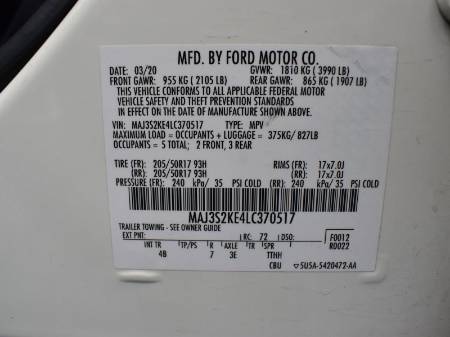 MFD. BY FORD MOTOR CO.
DATE: 03/20 GVWR: 1810 KG ( 3990 LB)
FRONT GAWR: 955 KG ( 2105 LB) REAR GAWR: 865 KG ( 1907 LB)
THIS VEHICLE CONFORMS TO ALL APPLICABLE FEDERAL MOTOR
VEHICLE SAFETY AND THEFT PREVENTION STANDARDS
IN EFFECT ON THE DATE OF MANUFACTURE SHOWN ABOVE.
VIN: MAJ3S2KE4LC370517 TYPE: MPV
MAXIMUM LOAD = OCCUPANTS + LUGGAGE = 375KG/ 827LB
OCCUPANTS = 5 TOTAL; 2 FRONT, 3 REAR
TIRE (FR): 205/50R17 93H RIMS (FR): 17x7.0J
(RR): 205/50R17 93H (RR): 17x7.0J
PRESSURE (FR): 240 kPa/ 35 PSI COLD (RR): 240 kPa/ 35 PSI COLD
MAJ3S2KE4LC370517
TRAILER TOWING - SEE OWNER GUIDE
EXT PNT: RC: 72 DSO: F0012
RD022
INT TR TP/PS R AXLE TR SPR
4B 7 3E TTHH
CBU ▽5U5A-5420472-AA